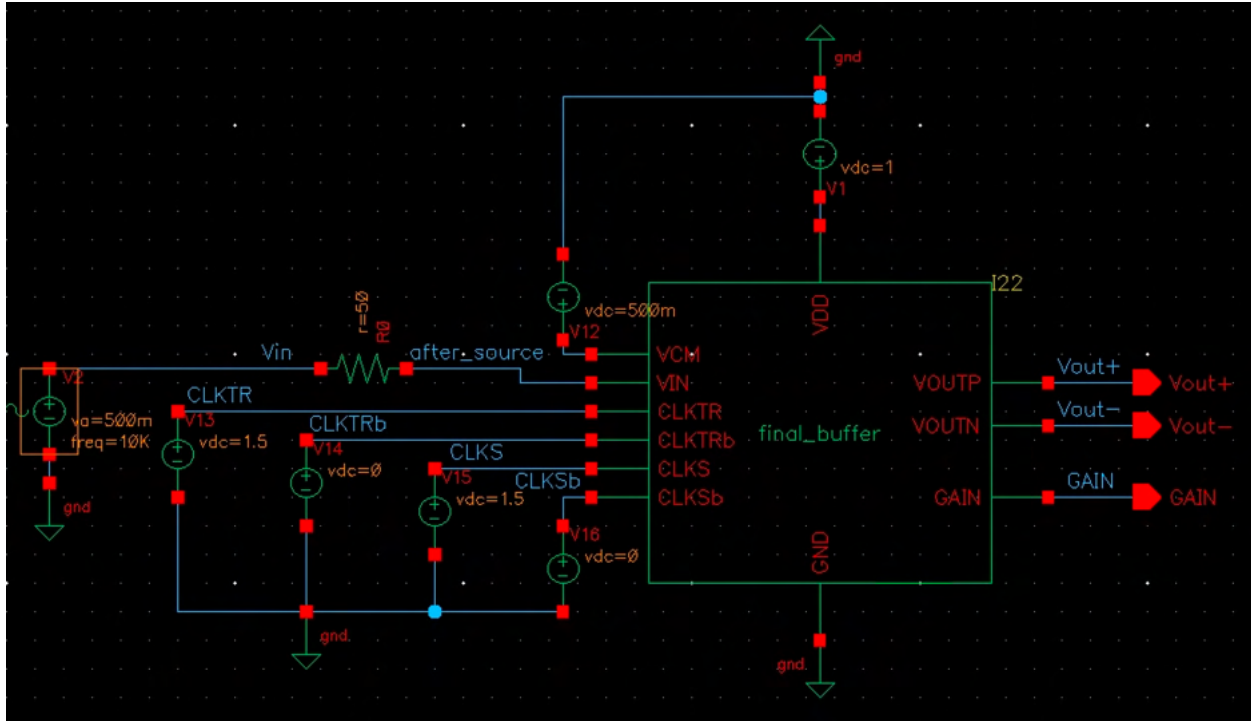 gnd
vdc=1
V1
I22
VDD
vdc=500m
V12
r=50
R0
Vin
after_source
VCM
V2
VIN
VOUTP
Vout+
Vout+
CLKTR
CLKTR
V13
va=500m
freq=10K
vdc=1.5
CLKTRb
CLKTRb
VOUTN
Vout-
Vout-
final_buffer
V14
vdc=0
CLKS
CLKS
V15
vdc=1.5
CLKSb
CLKSb
GAIN
GAIN
GAIN
gnd
V16
vdc=0
GND
gnd
gnd